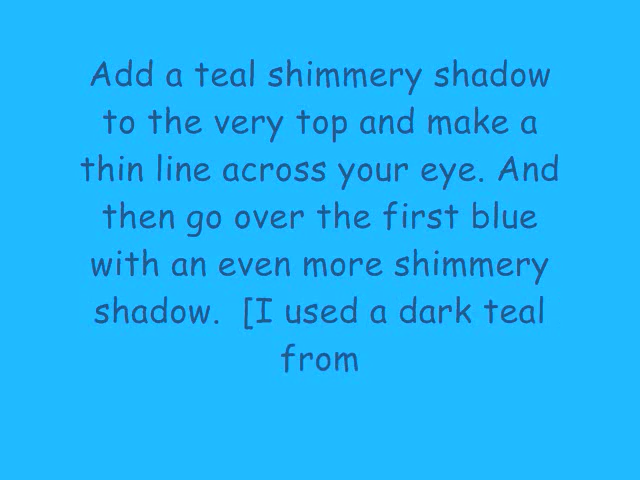 Add a teal shimmery shadow
to the very top and make a
thin line across your eye. And
then go over the first blue
with an even more shimmery
shadow.  [I used a dark teal
from